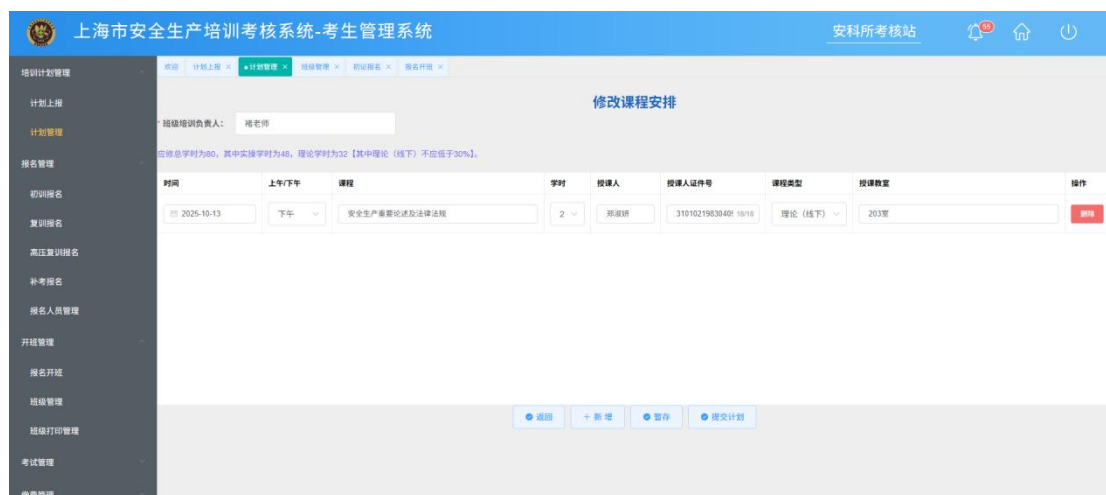 上海市安全生产培训考核系统-考生管理系统
安科所考核站
55
培训计划管理
计划上报
计划管理
报名管理
初训报名
复训报名
高压复训报名
补考报名
报名人员管理
开班管理
报名开班
班级管理
班级打印管理
考试管理
欢迎 计划上报 × 计划管理 × 班级管理 × 初证报名 × 报名开班 ×
修改课程安排
* 班级培训负责人: 褚老师
应修总学时为80，其中实操学时为48，理论学时为32【其中理论（线下）不应低于30%】。
时间 上午/下午 课程 学时 授课人 授课人证件号 课程类型 授课教室 操作
2025-10-13 下午 安全生产重要论述及法律法规 2 郑淑妍 3101021983040 18/18 理论（线下） 203室 删除
返回 + 新 增 暂存 提交计划